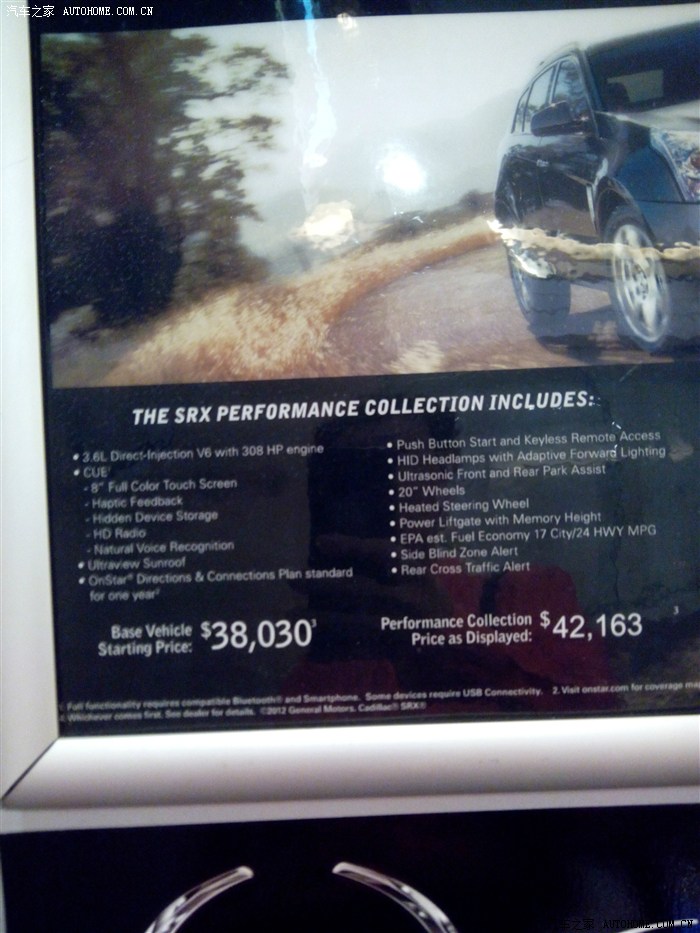 汽车之家 AUTOHOME.COM.CN
THE SRX PERFORMANCE COLLECTION INCLUDES:
• 3.6L Direct-Injection V6 with 308 HP engine
• CUE¹
- 8" Full Color Touch Screen
- Haptic Feedback
- Hidden Device Storage
- HD Radio
- Natural Voice Recognition
• Ultraview Sunroof
• OnStar® Directions & Connections Plan standard
for one year²
• Push Button Start and Keyless Remote Access
• HID Headlamps with Adaptive Forward Lighting
• Ultrasonic Front and Rear Park Assist
• 20" Wheels
• Heated Steering Wheel
• Power Liftgate with Memory Height
• EPA est. Fuel Economy 17 City/24 HWY MPG
• Side Blind Zone Alert
• Rear Cross Traffic Alert
Base Vehicle
Starting Price: $38,030³
Performance Collection
Price as Displayed: $42,163 ³
1. Full functionality requires compatible Bluetooth® and Smartphone. Some devices require USB Connectivity. 2. Visit onstar.com for coverage
Whichever comes first. See dealer for details. ©2012 General Motors. Cadillac® SRX®
汽车之家 AUTOHOME.COM.CN